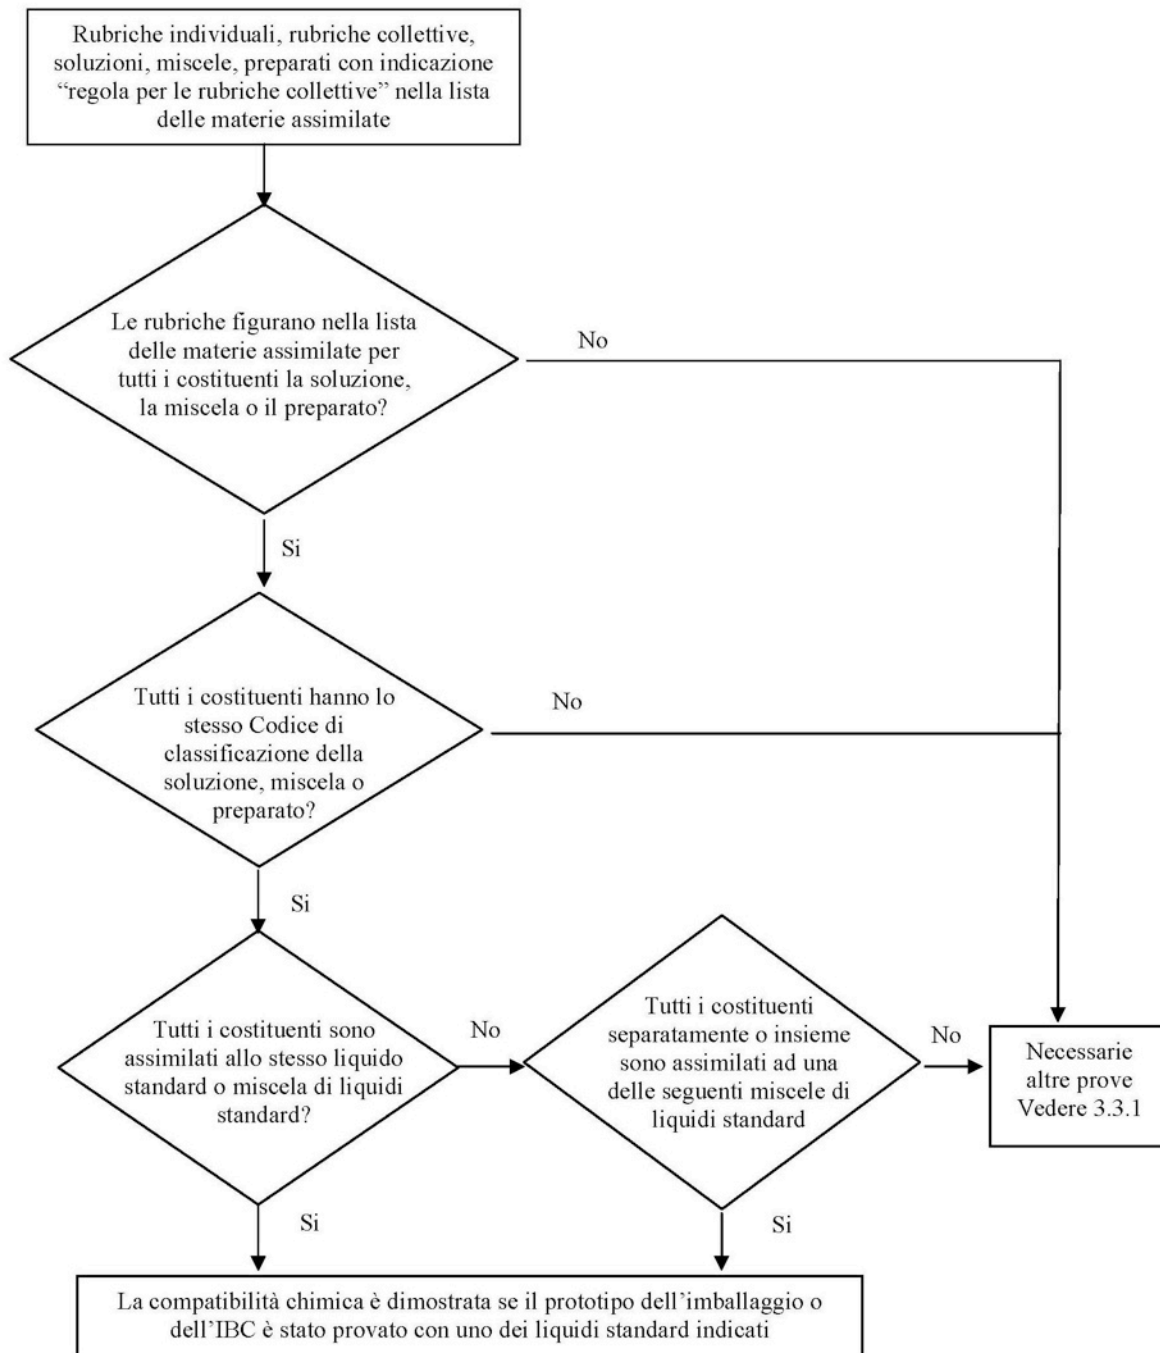 Rubriche individuali, rubriche collettive,
soluzioni, miscele, preparati con indicazione
“regola per le rubriche collettive” nella lista
delle materie assimilate
Le rubriche figurano nella lista
delle materie assimilate per
tutti i costituenti la soluzione,
la miscela o il preparato?
No
Si
Tutti i costituenti hanno lo
stesso Codice di
classificazione della
soluzione, miscela o
preparato?
No
Si
Tutti i costituenti sono
assimilati allo stesso liquido
standard o miscela di liquidi
standard?
No
Tutti i costituenti
separatamente o insieme
sono assimilati ad una
delle seguenti miscele di
liquidi standard
No
Necessarie
altre prove
Vedere 3.3.1
Si
Si
La compatibilità chimica è dimostrata se il prototipo dell’imballaggio o
dell’IBC è stato provato con uno dei liquidi standard indicati